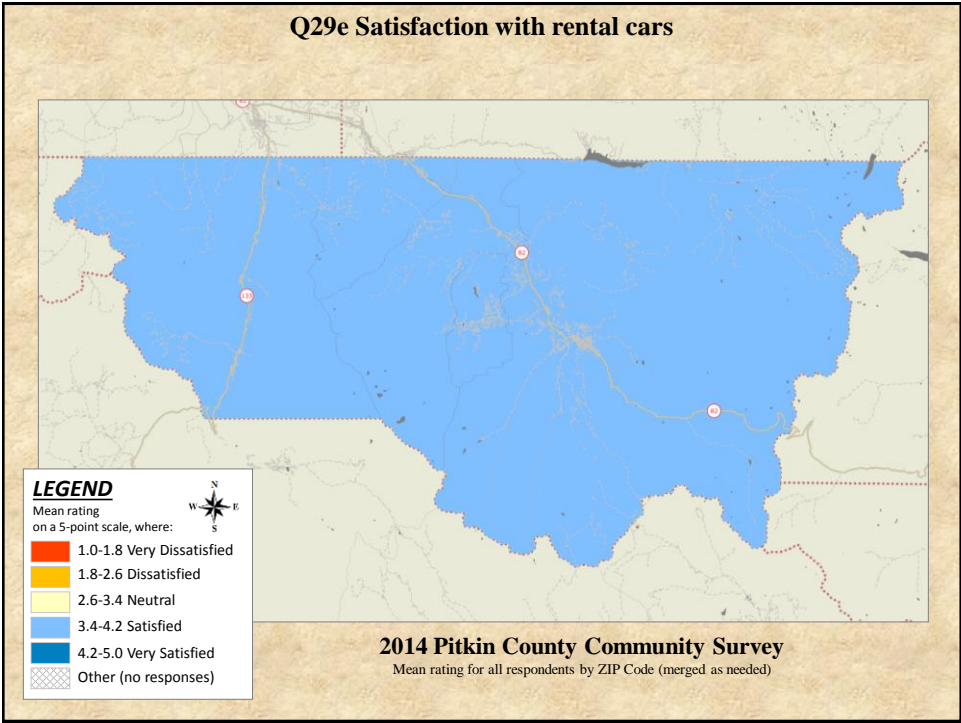 Q29e Satisfaction with rental cars
82
82
133
82
LEGEND
Mean rating
on a 5-point scale, where:
N
W
E
S
1.0-1.8 Very Dissatisfied
1.8-2.6 Dissatisfied
2.6-3.4 Neutral
3.4-4.2 Satisfied
4.2-5.0 Very Satisfied
Other (no responses)
2014 Pitkin County Community Survey
Mean rating for all respondents by ZIP Code (merged as needed)